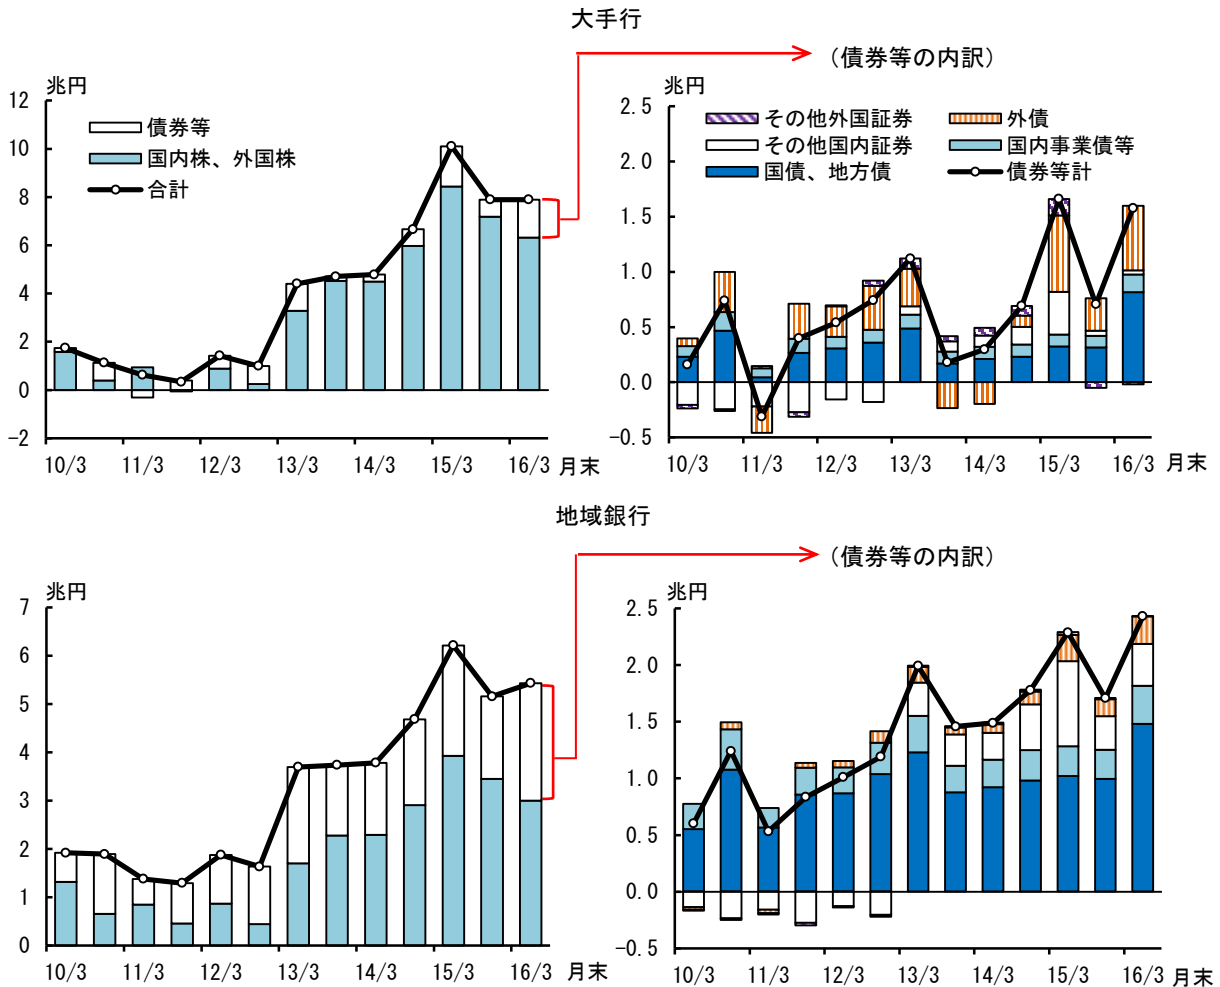 大手行
（債券等の内訳）
兆円
12
10
8
6
4
2
0
-2
債券等
国内株、外国株
合計
10/3 11/3 12/3 13/3 14/3 15/3 16/3 月末
兆円
2.5
2.0
1.5
1.0
0.5
0.0
-0.5
その他外国証券 外債
その他国内証券 国内事業債等
国債、地方債 債券等計
10/3 11/3 12/3 13/3 14/3 15/3 16/3 月末
地域銀行
（債券等の内訳）
兆円
7
6
5
4
3
2
1
0
10/3 11/3 12/3 13/3 14/3 15/3 16/3 月末
兆円
2.5
2.0
1.5
1.0
0.5
0.0
-0.5
10/3 11/3 12/3 13/3 14/3 15/3 16/3 月末